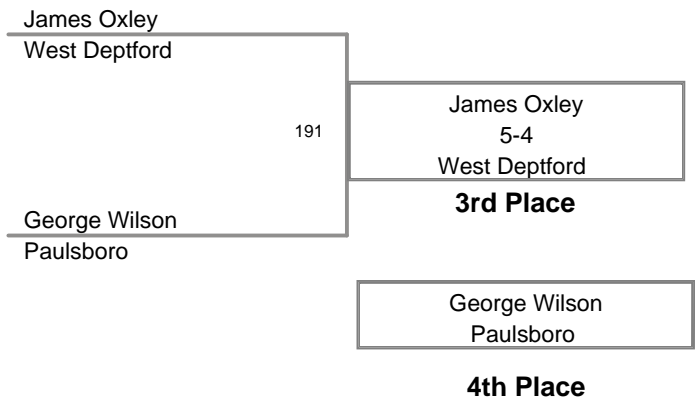 James Oxley
West Deptford
191
James Oxley
5-4
West Deptford
3rd Place
George Wilson
Paulsboro
George Wilson
Paulsboro
4th Place